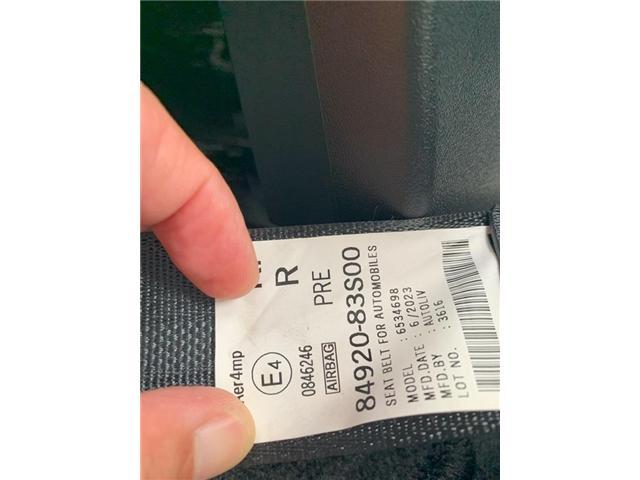 R
Aer4mp
E4
0846246 PRE
AIRBAG
84920-83S00
SEAT BELT FOR AUTOMOBILES
MODEL : 6534698
MFD.DATE : 6/2023
MFD.BY : AUTOLIV
LOT NO. : 3616